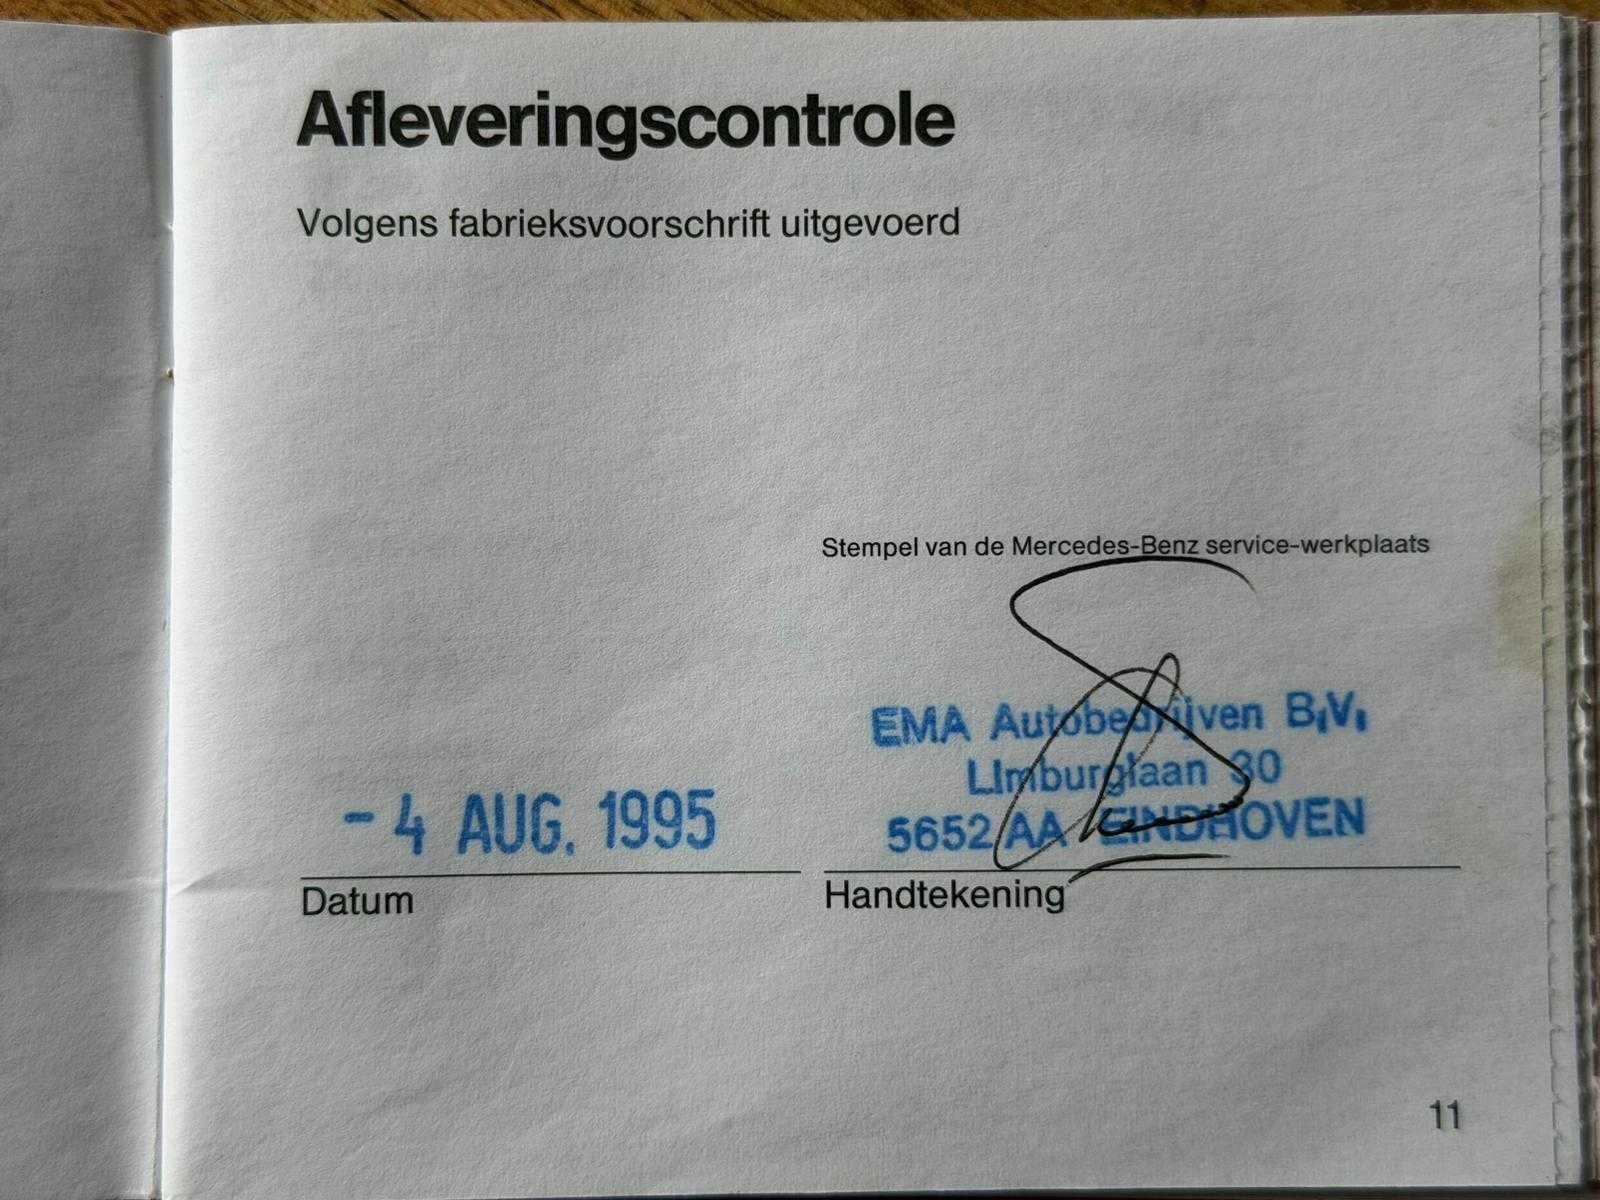 Afleveringscontrole
Volgens fabrieksvoorschrift uitgevoerd
Stempel van de Mercedes-Benz service-werkplaats
EMA Autobedrijven B.V.
Limburglaan 30
5652 AA EINDHOVEN
- 4 AUG. 1995
Datum
Handtekening
11